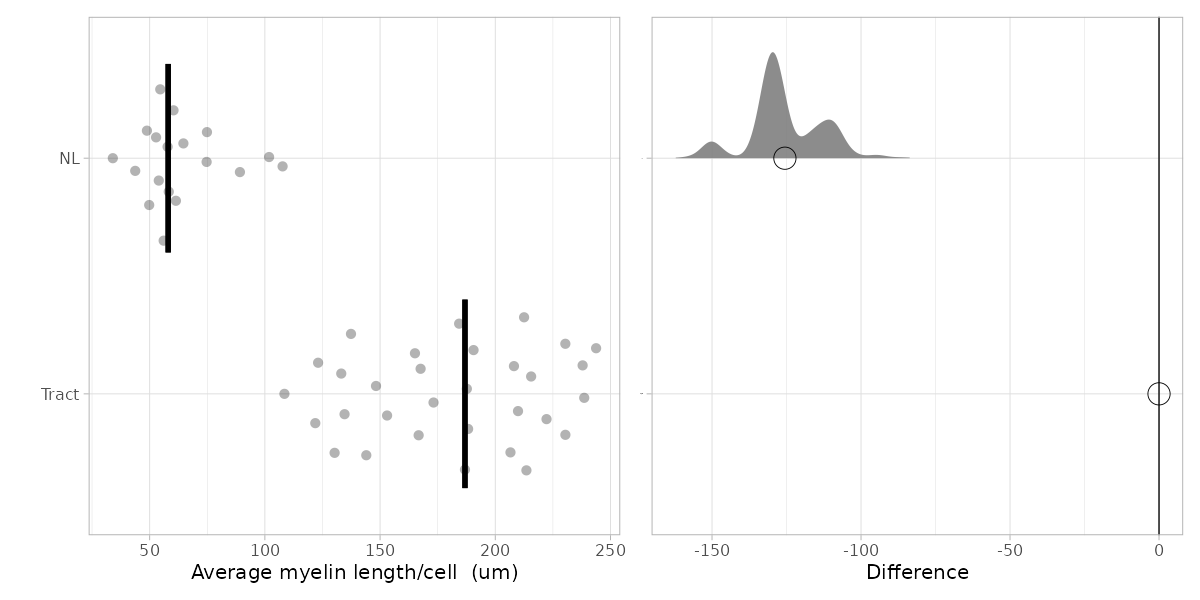 NL
Tract
50 100 150 200 250
Average myelin length/cell (um)
-150 -100 -50 0
Difference